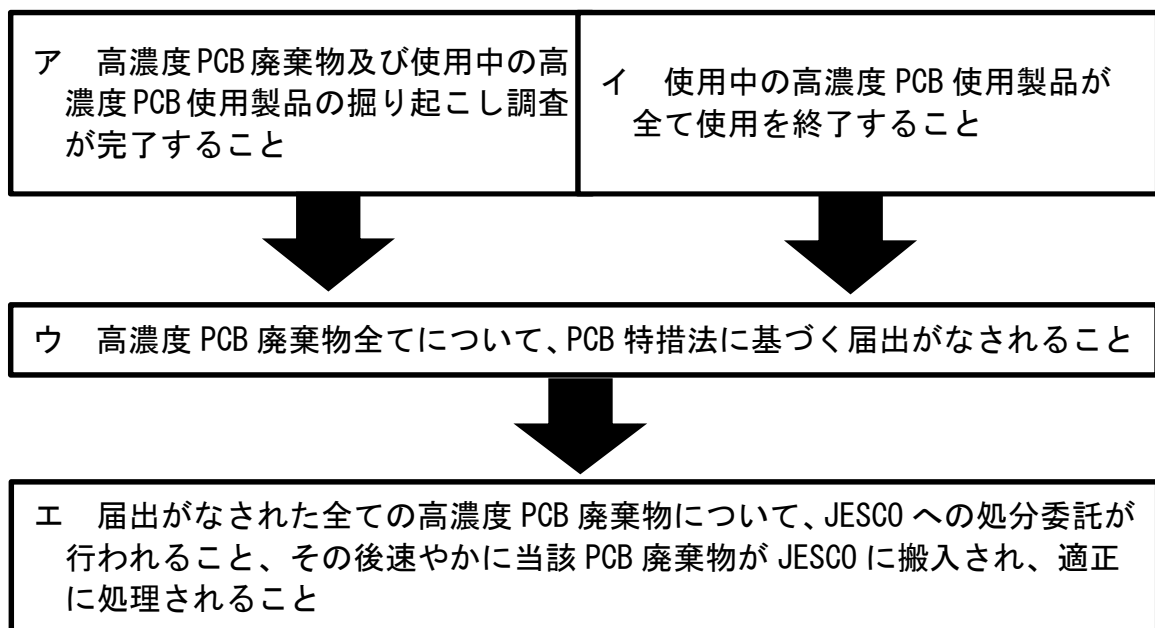 ア　高濃度PCB廃棄物及び使用中の高
濃度PCB使用製品の掘り起こし調査
が完了すること
イ　使用中の高濃度PCB使用製品が
全て使用を終了すること
ウ　高濃度PCB廃棄物全てについて、PCB特措法に基づく届出がなされること
エ　届出がなされた全ての高濃度PCB廃棄物について、JESCOへの処分委託が
行われること、その後速やかに当該PCB廃棄物がJESCOに搬入され、適正
に処理されること